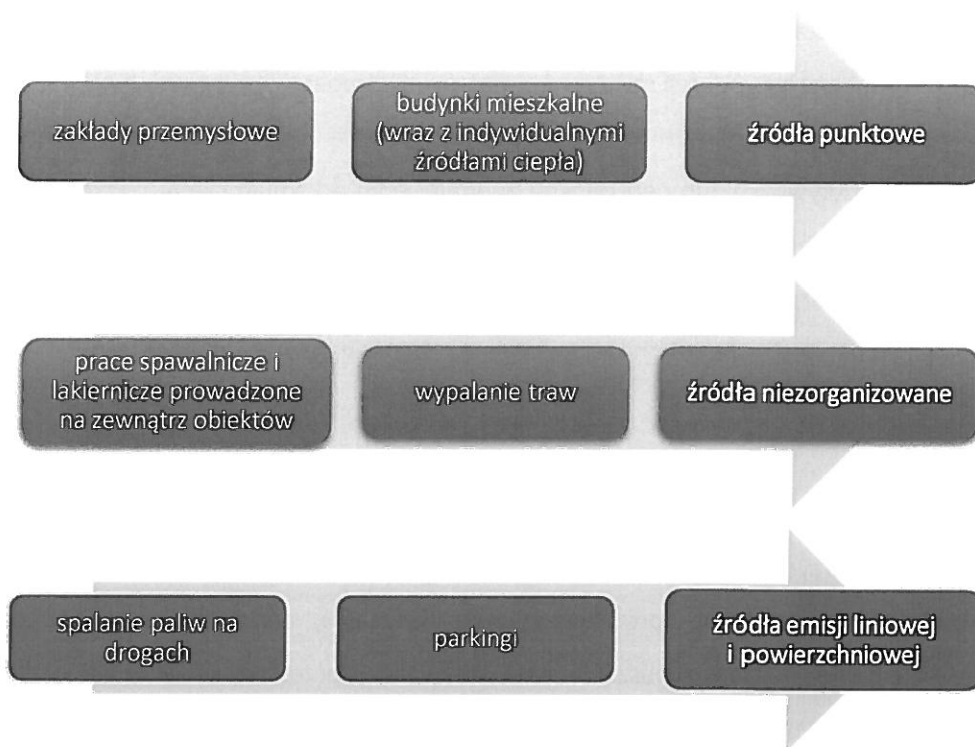 zakłady przemysłowe
budynki mieszkalne
(wraz z indywidualnymi
źródłami ciepła)
źródła punktowe
prace spawalnicze i
lakiernicze prowadzone
na zewnątrz obiektów
wypalanie traw
źródła niezorganizowane
spalanie paliw na
drogach
parkingi
źródła emisji liniowej
i powierzchniowej